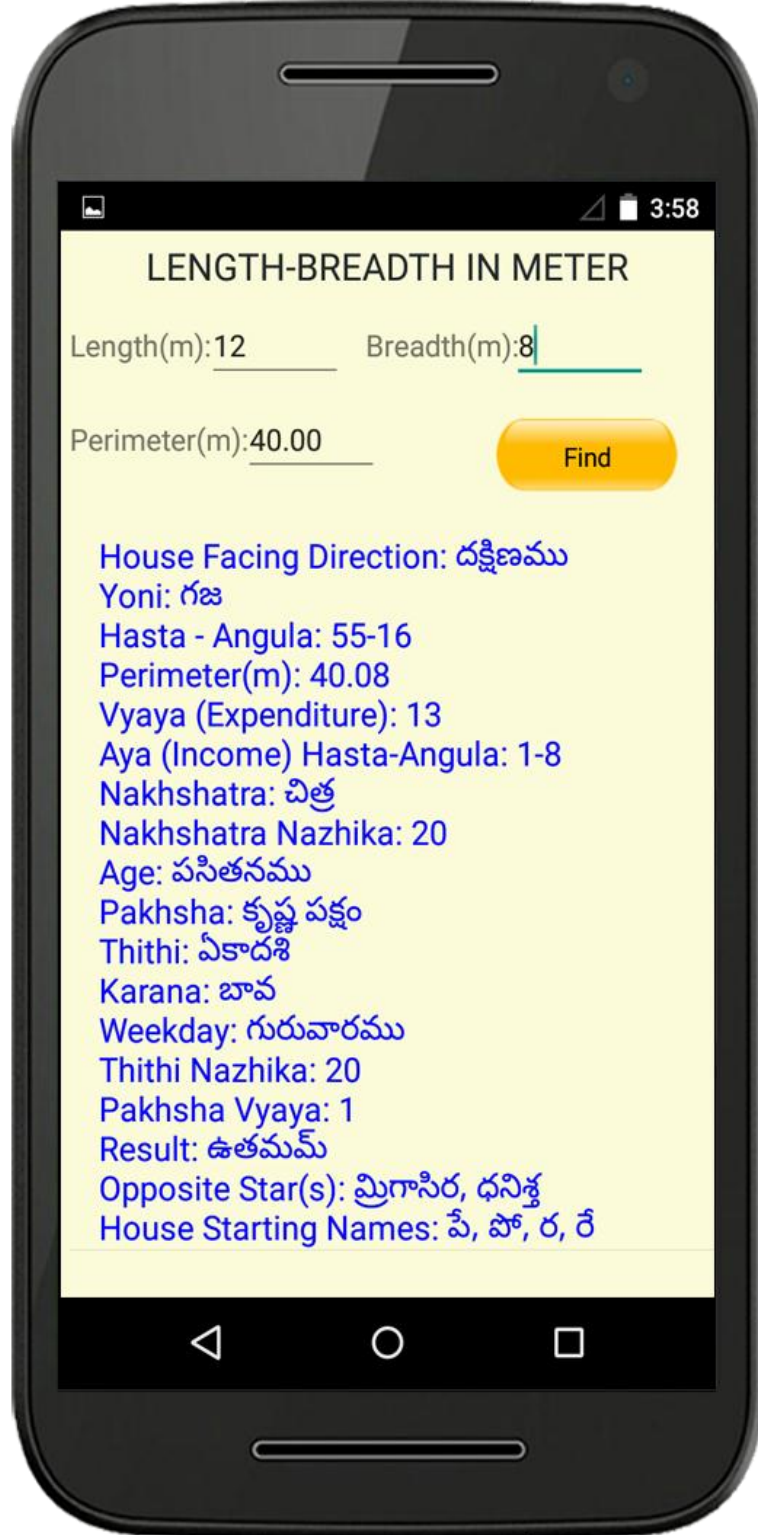 3:58
LENGTH-BREADTH IN METER
Length(m):12 Breadth(m):8
Perimeter(m):40.00 Find
House Facing Direction: దక్షిణము
Yoni: గజ
Hasta - Angula: 55-16
Perimeter(m): 40.08
Vyaya (Expenditure): 13
Aya (Income) Hasta-Angula: 1-8
Nakhshatra: చిత్ర
Nakhshatra Nazhika: 20
Age: పసితనము
Pakhsha: కృష్ణ పక్షం
Thithi: ఏకాదశి
Karana: బావ
Weekday: గురువారము
Thithi Nazhika: 20
Pakhsha Vyaya: 1
Result: ఉతమమ్
Opposite Star(s): మ్రిగాసిర, ధనిశ్త
House Starting Names: పే, పో, ర, రే